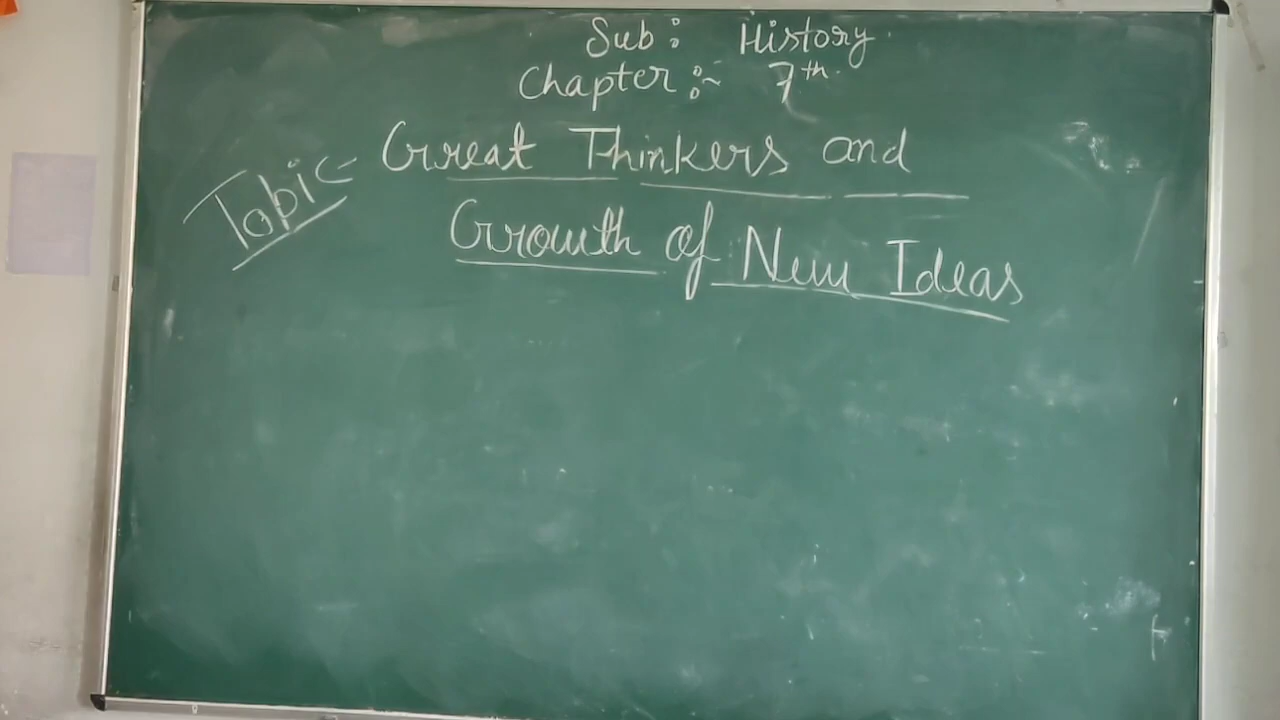 Sub: History
Chapter:- 7th.
Topic- Great Thinkers and
Growth of New Ideas